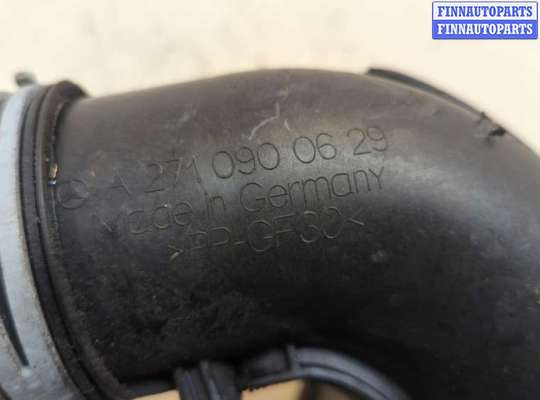 FINNAUTOPARTS
FINNAUTOPARTS
A 271 090 06 29
Made in Germany
>PP-GF30<